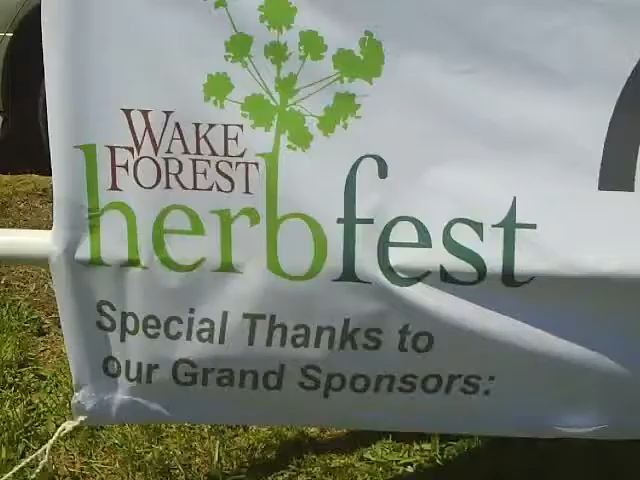 WAKE
FOREST
herbfest
Special Thanks to
our Grand Sponsors: